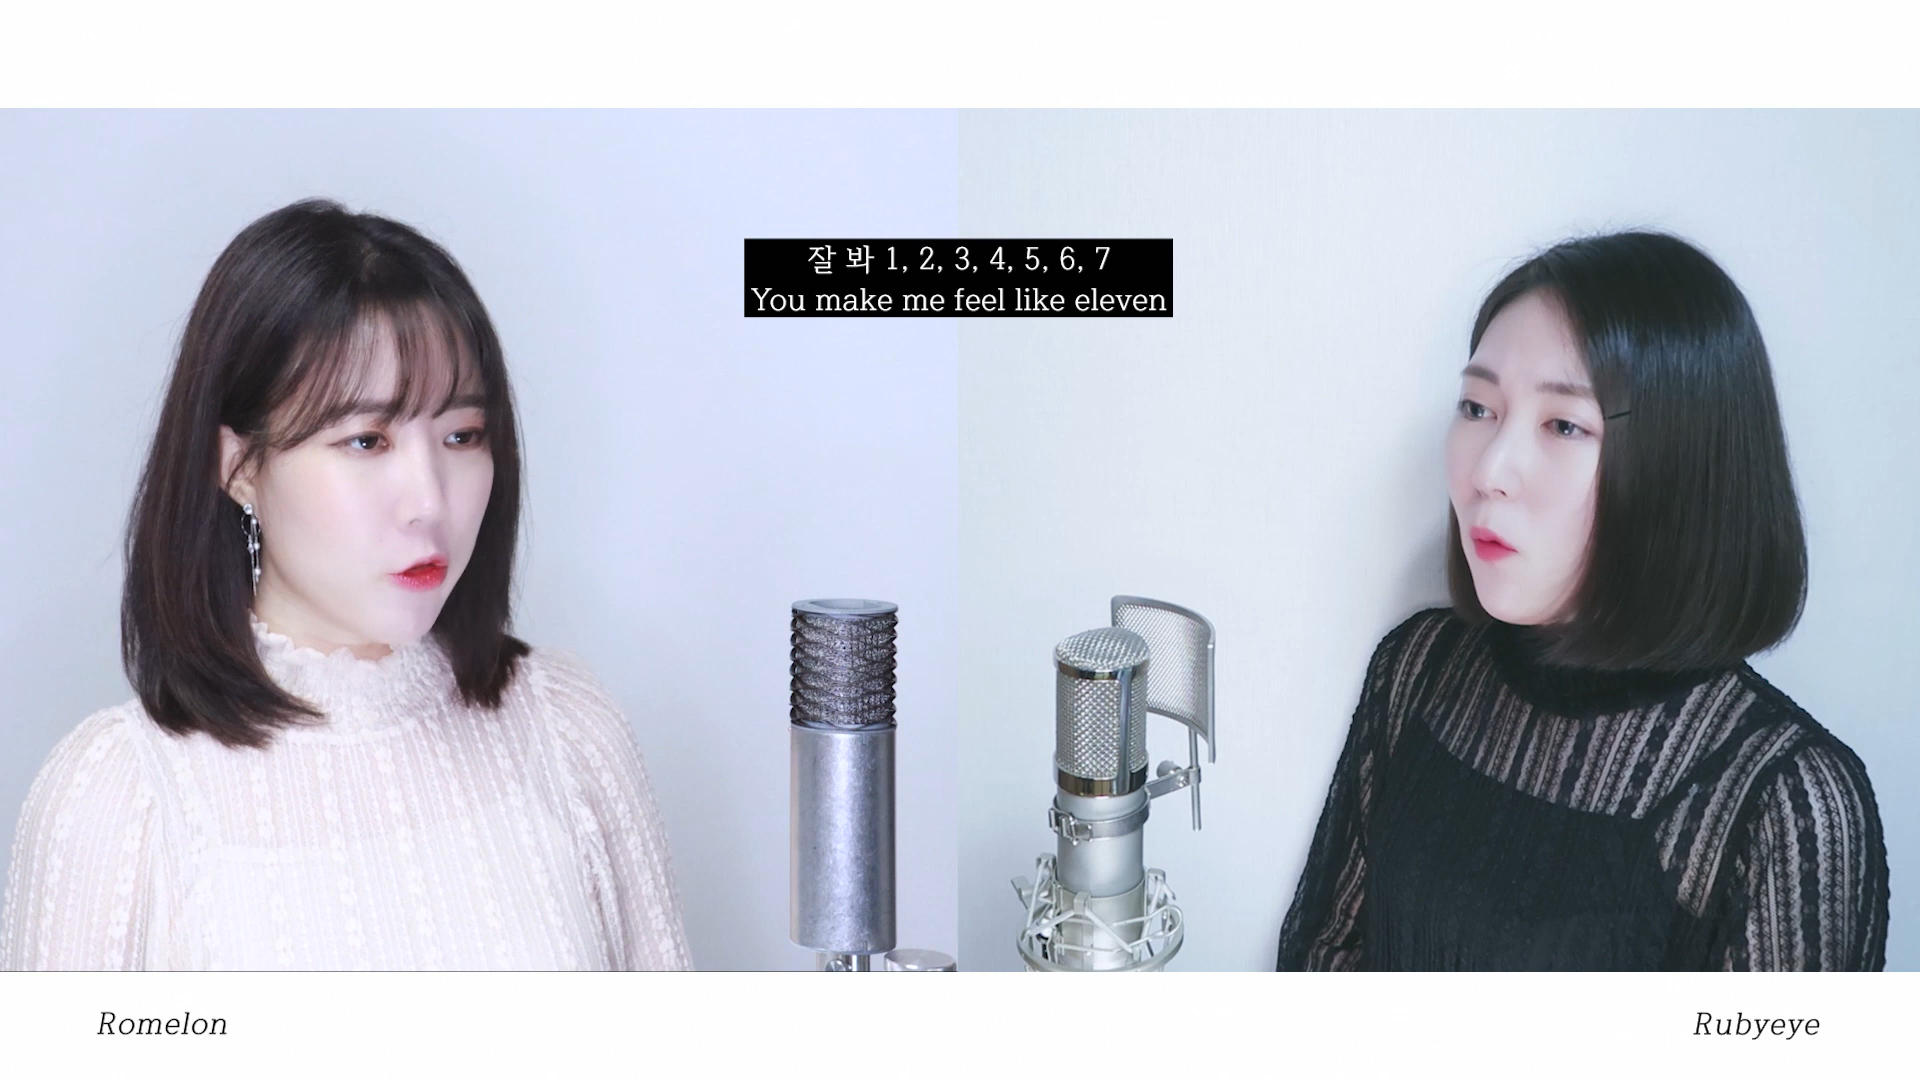 잘 봐 1, 2, 3, 4, 5, 6, 7
You make me feel like eleven
Romelon
Rubyeye